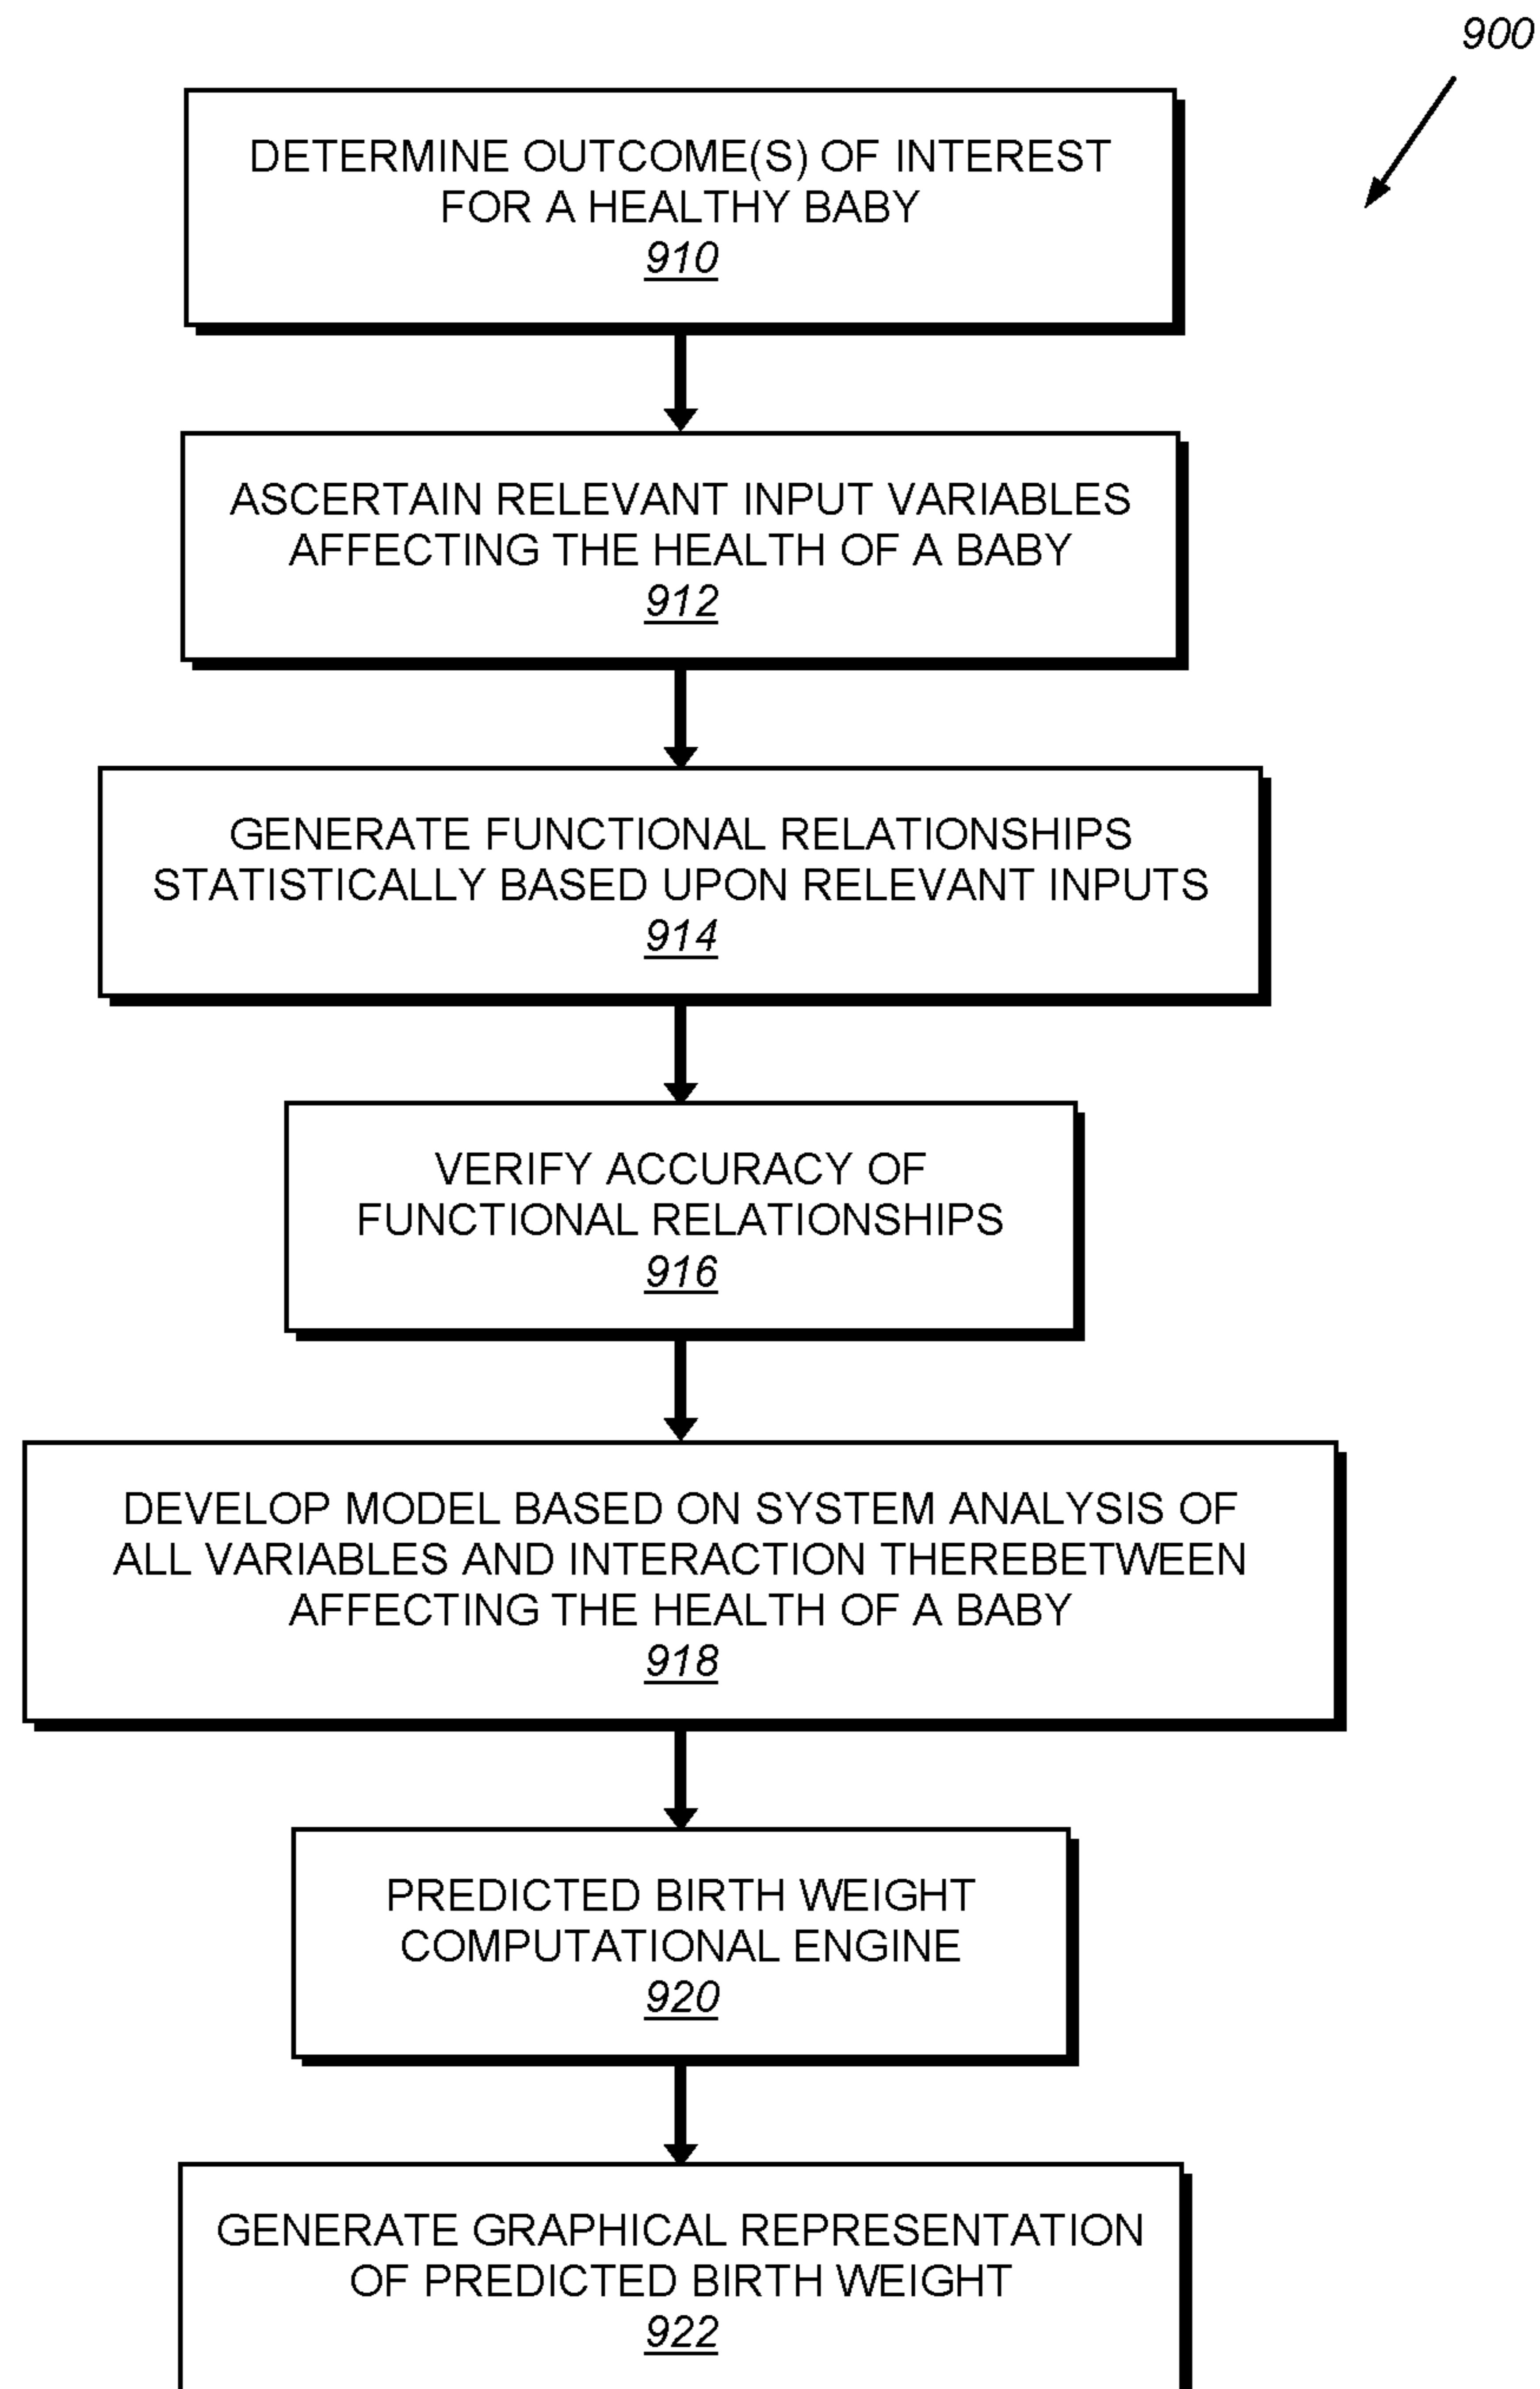 900
DETERMINE OUTCOME(S) OF INTEREST
FOR A HEALTHY BABY
910
ASCERTAIN RELEVANT INPUT VARIABLES
AFFECTING THE HEALTH OF A BABY
912
GENERATE FUNCTIONAL RELATIONSHIPS
STATISTICALLY BASED UPON RELEVANT INPUTS
914
VERIFY ACCURACY OF
FUNCTIONAL RELATIONSHIPS
916
DEVELOP MODEL BASED ON SYSTEM ANALYSIS OF
ALL VARIABLES AND INTERACTION THEREBETWEEN
AFFECTING THE HEALTH OF A BABY
918
PREDICTED BIRTH WEIGHT
COMPUTATIONAL ENGINE
920
GENERATE GRAPHICAL REPRESENTATION
OF PREDICTED BIRTH WEIGHT
922